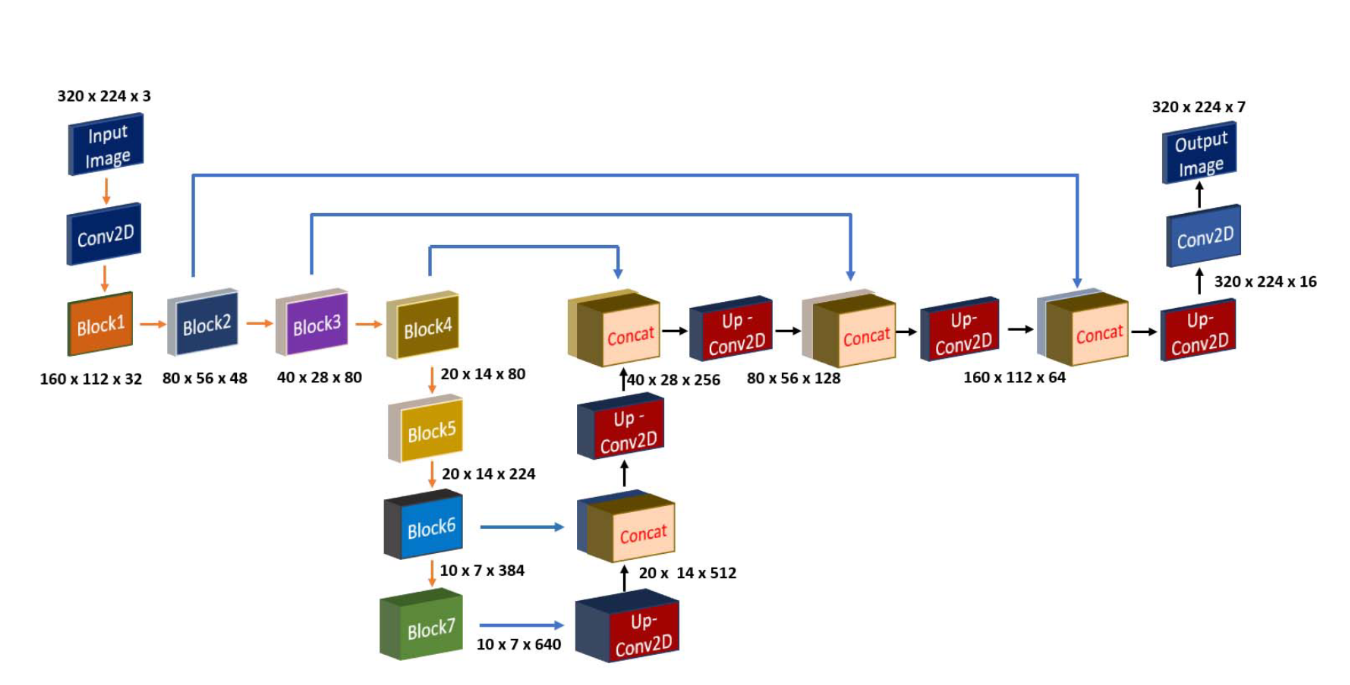 320 x 224 x 3
Input
Image
Conv2D
Block1
160 x 112 x 32
Block2
80 x 56 x 48
Block3
40 x 28 x 80
Block4
20 x 14 x 80
Block5
20 x 14 x 224
Block6
10 x 7 x 384
Block7
10 x 7 x 640
Up-
Conv2D
20 x 14 x 512
Concat
Up -
Conv2D
40 x 28 x 256
Concat
Up -
Conv2D
80 x 56 x 128
Concat
Up-
Conv2D
160 x 112 x 64
Concat
Up-
Conv2D
320 x 224 x 16
Conv2D
Output
Image
320 x 224 x 7